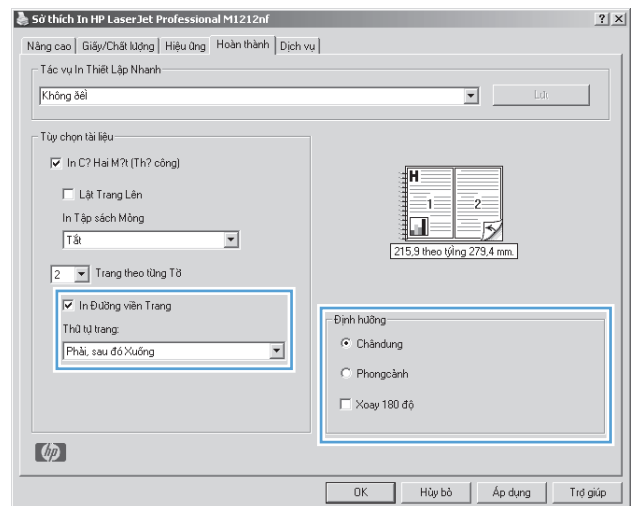 Sở thích In HP LaserJet Professional M1212nf
Nâng cao Giấy/Chất lượng Hiệu ứng Hoàn thành Dịch vụ
Tác vụ In Thiết Lập Nhanh
Không đềì
Lưu
Tùy chọn tài liệu
In C? Hai M?t (Th? công)
Lật Trang Lên
In Tập sách Mỏng
Tắt
2 Trang theo từng Tờ
In Đường viền Trang
Thứ tự trang:
Phải, sau đó Xuống
H
1 2
215,9 theo tỷìng 279,4 mm.
Định hướng
Chândung
Phongcảnh
Xoay 180 độ
hp
OK Hủy bỏ Áp dụng Trợ giúp